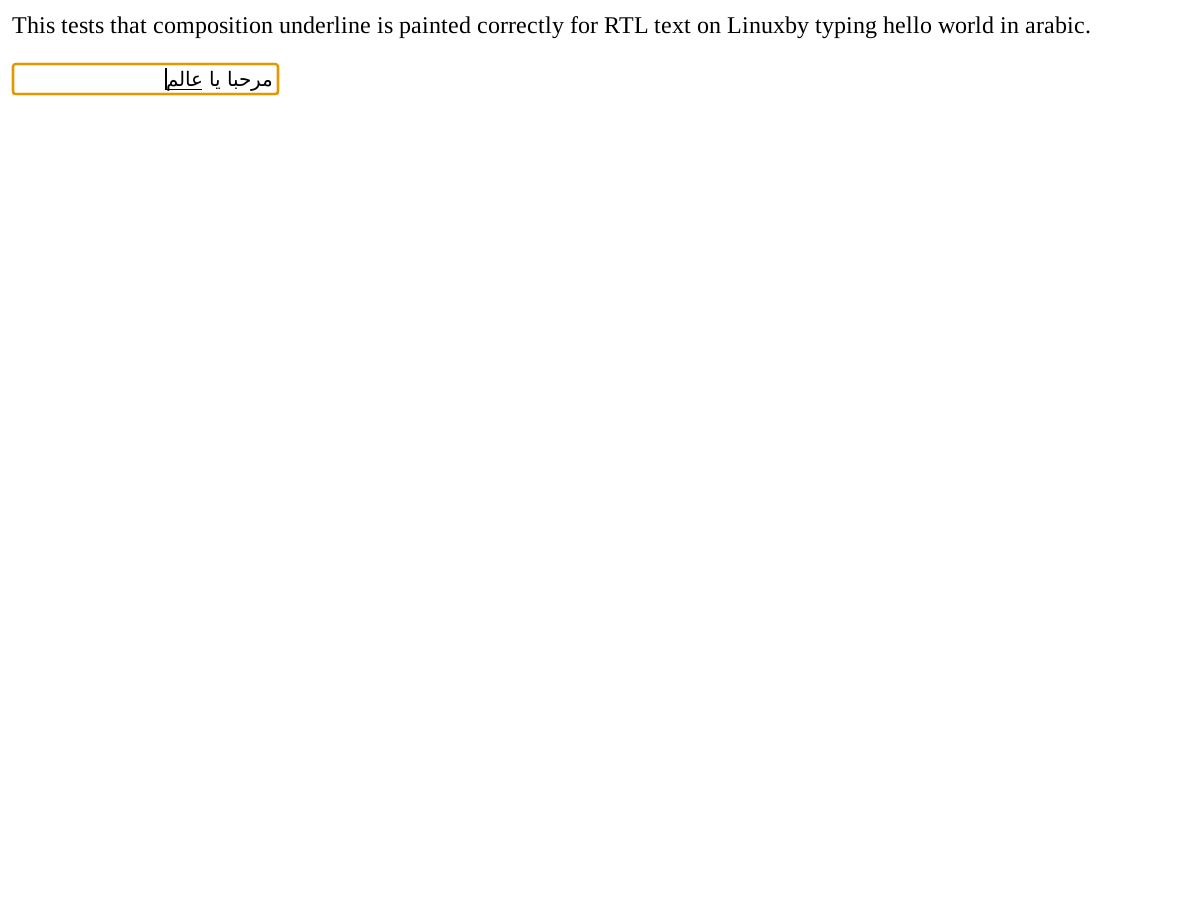 This tests that composition underline is painted correctly for RTL text on Linuxby typing hello world in arabic.
مرحبا يا عالم